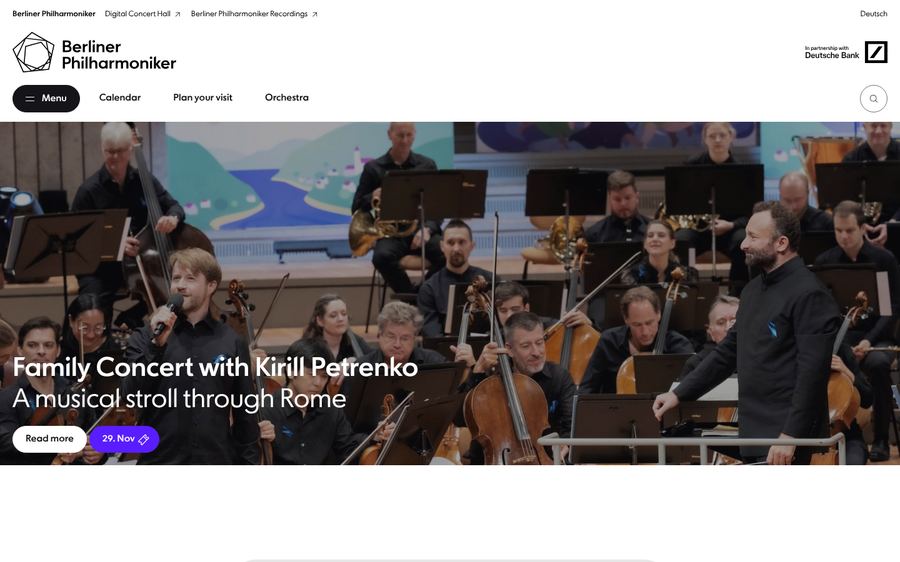 Berliner Philharmoniker Digital Concert Hall Berliner Philharmoniker Recordings Deutsch
Berliner
Philharmoniker
In partnership with
Deutsche Bank
Menu Calendar Plan your visit Orchestra
Family Concert with Kirill Petrenko
A musical stroll through Rome
Read more 29. Nov